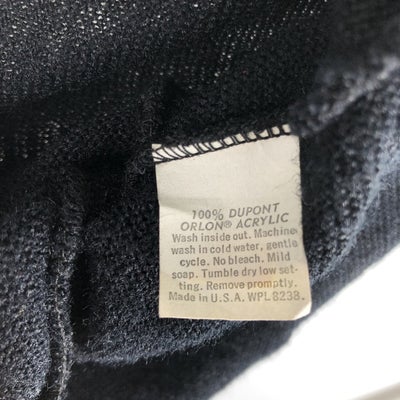 100% DUPONT
ORLON® ACRYLIC
Wash inside out. Machine
wash in cold water, gentle
cycle. No bleach. Mild
soap. Tumble dry low set-
ting. Remove promptly.
Made in U.S.A. WPL 8238.